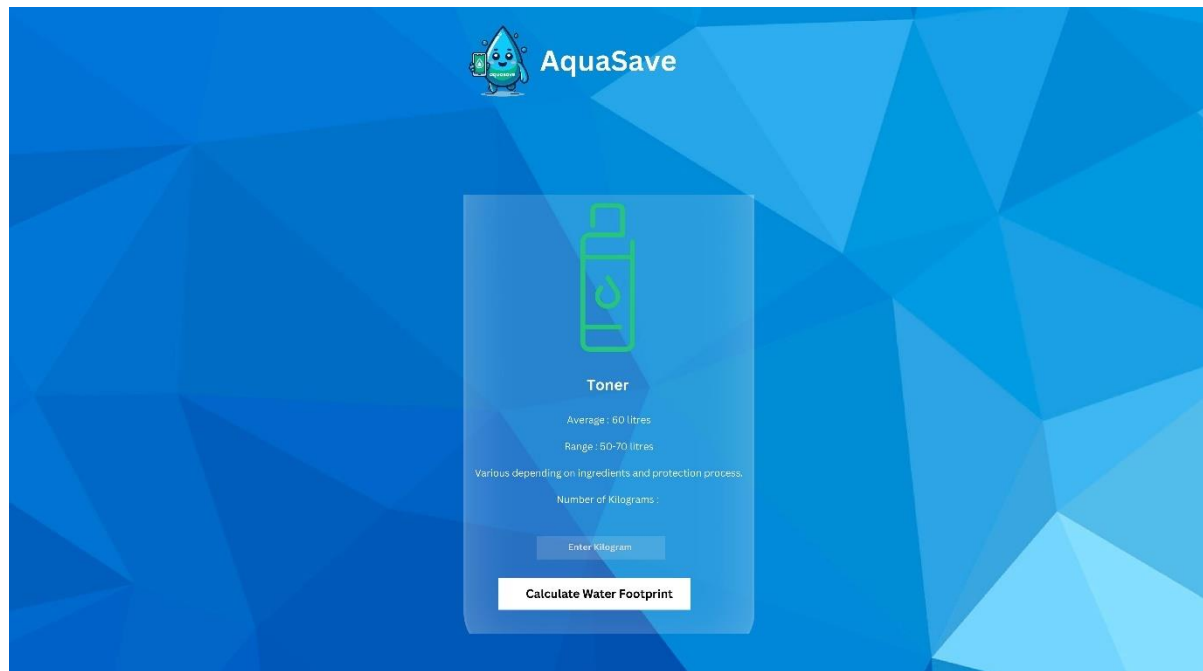 AquaSave
Toner
Average : 60 litres
Range : 50-70 litres
Various depending on ingredients and protection process.
Number of Kilograms :
Enter Kilogram
Calculate Water Footprint